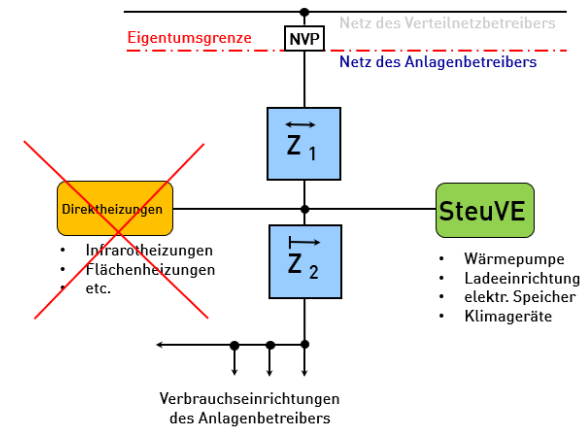 Netz des Verteilnetzbetreibers
Eigentumsgrenze
NVP
Netz des Anlagenbetreibers
Z 1
Direktheizungen
SteuVE
• Infrarotheizungen
• Flächenheizungen
• etc.
Z 2
• Wärmepumpe
• Ladeeinrichtung
• elektr. Speicher
• Klimageräte
Verbrauchseinrichtungen
des Anlagenbetreibers